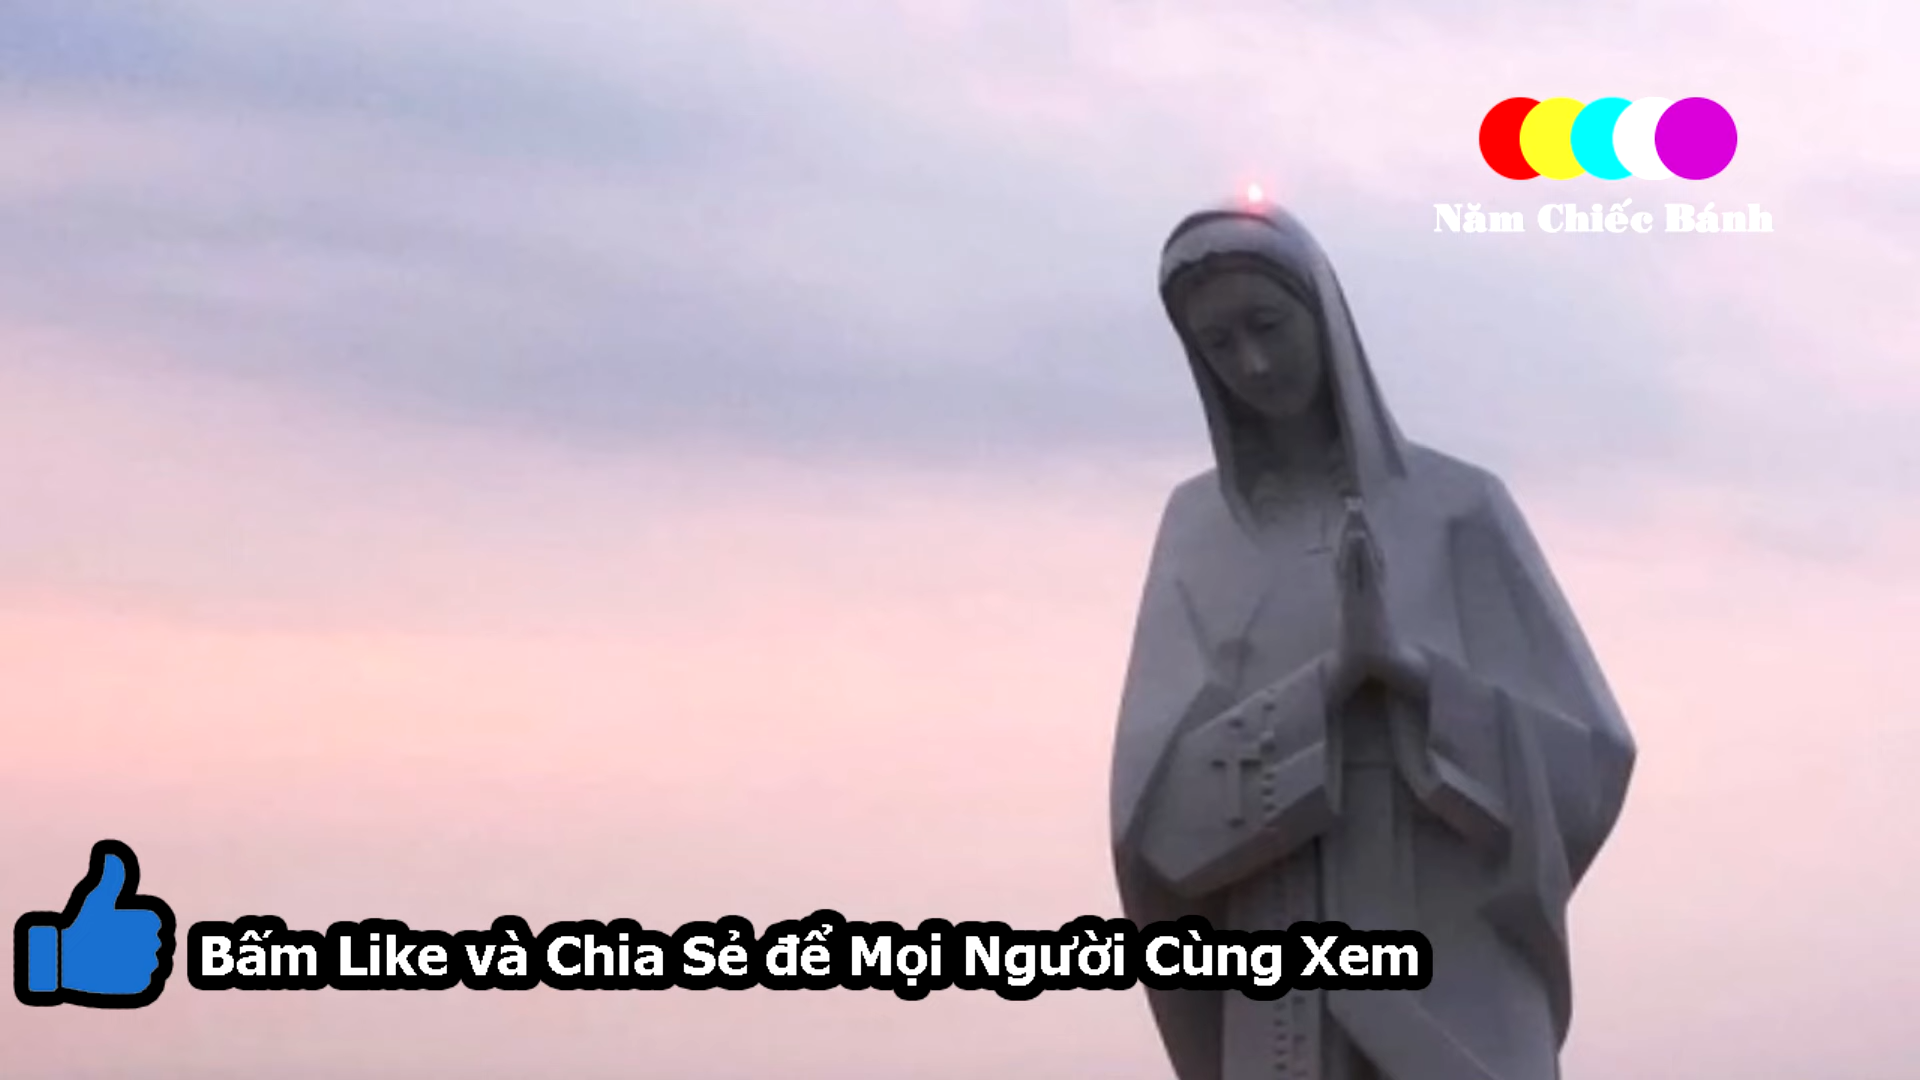 Năm Chiếc Bánh
Bấm Like và Chia Sẻ để Mọi Người Cùng Xem